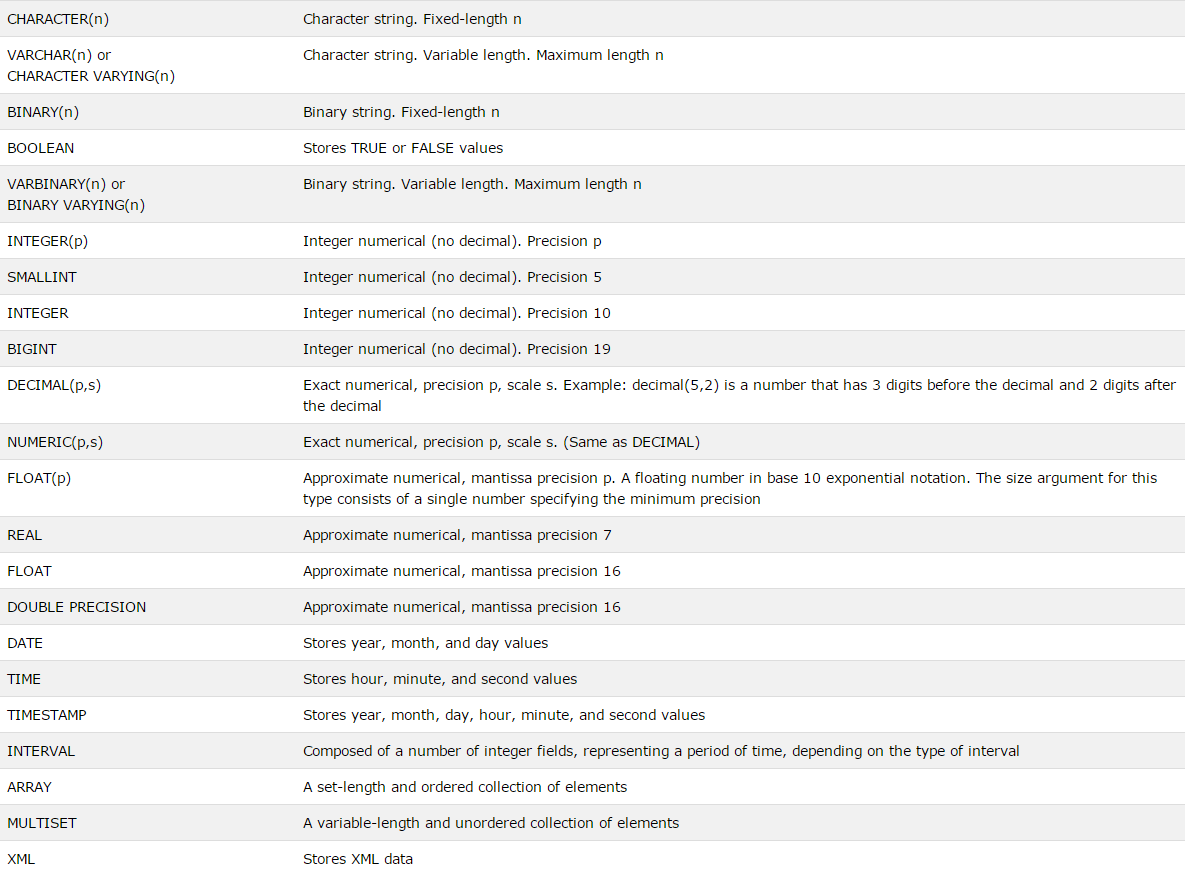 CHARACTER(n) Character string. Fixed-length n
VARCHAR(n) or Character string. Variable length. Maximum length n
CHARACTER VARYING(n)
BINARY(n) Binary string. Fixed-length n
BOOLEAN Stores TRUE or FALSE values
VARBINARY(n) or Binary string. Variable length. Maximum length n
BINARY VARYING(n)
INTEGER(p) Integer numerical (no decimal). Precision p
SMALLINT Integer numerical (no decimal). Precision 5
INTEGER Integer numerical (no decimal). Precision 10
BIGINT Integer numerical (no decimal). Precision 19
DECIMAL(p,s) Exact numerical, precision p, scale s. Example: decimal(5,2) is a number that has 3 digits before the decimal and 2 digits after
the decimal
NUMERIC(p,s) Exact numerical, precision p, scale s. (Same as DECIMAL)
FLOAT(p) Approximate numerical, mantissa precision p. A floating number in base 10 exponential notation. The size argument for this
type consists of a single number specifying the minimum precision
REAL Approximate numerical, mantissa precision 7
FLOAT Approximate numerical, mantissa precision 16
DOUBLE PRECISION Approximate numerical, mantissa precision 16
DATE Stores year, month, and day values
TIME Stores hour, minute, and second values
TIMESTAMP Stores year, month, day, hour, minute, and second values
INTERVAL Composed of a number of integer fields, representing a period of time, depending on the type of interval
ARRAY A set-length and ordered collection of elements
MULTISET A variable-length and unordered collection of elements
XML Stores XML data